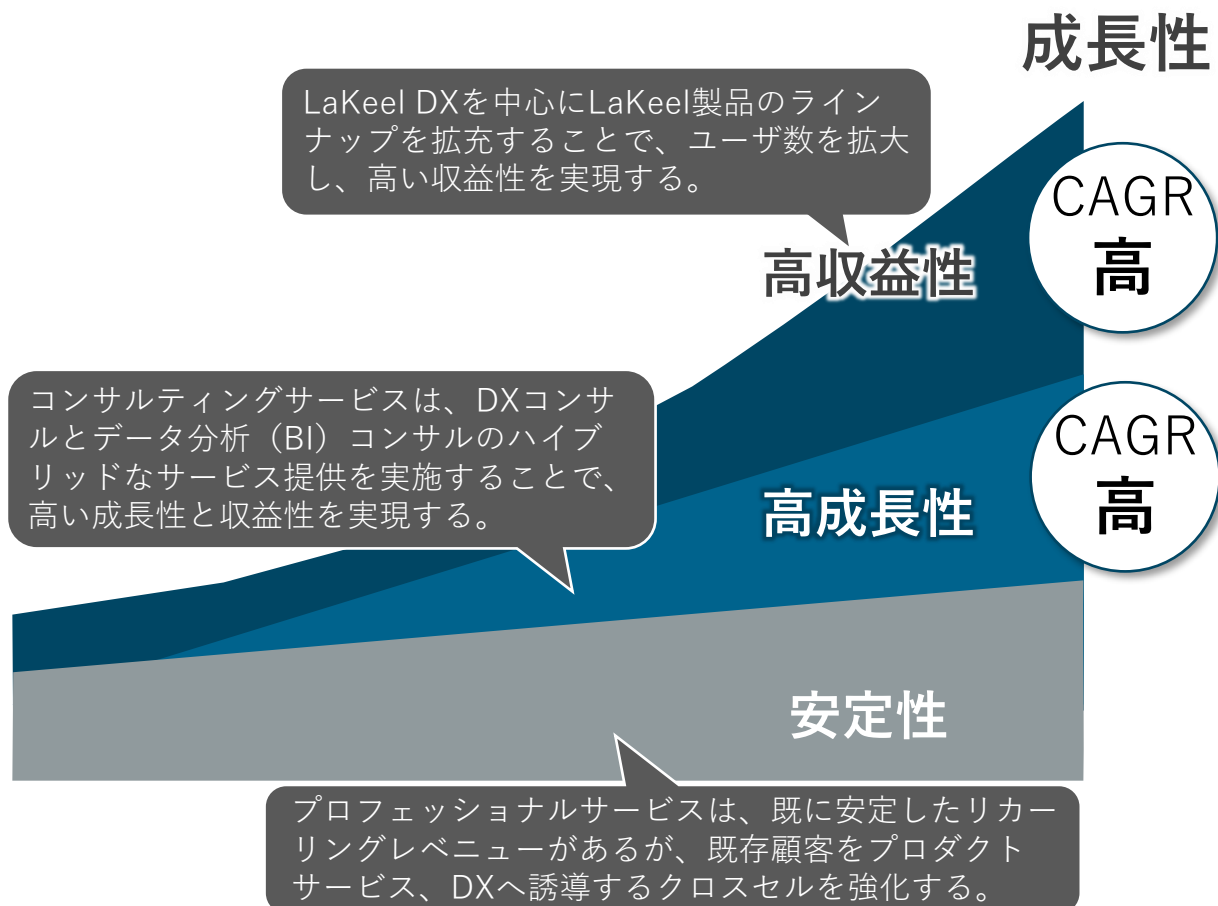 成長性
LaKeel DXを中心にLaKeel製品のライン
ナップを拡充することで、ユーザ数を拡大
し、高い収益性を実現する。
CAGR
高
高収益性
コンサルティングサービスは、DXコンサ
ルとデータ分析（BI）コンサルのハイブ
リッドなサービス提供を実施することで、
高い成長性と収益性を実現する。
CAGR
高
高成長性
安定性
プロフェッショナルサービスは、既に安定したリカー
リングレベニューがあるが、既存顧客をプロダクト
サービス、DXへ誘導するクロスセルを強化する。